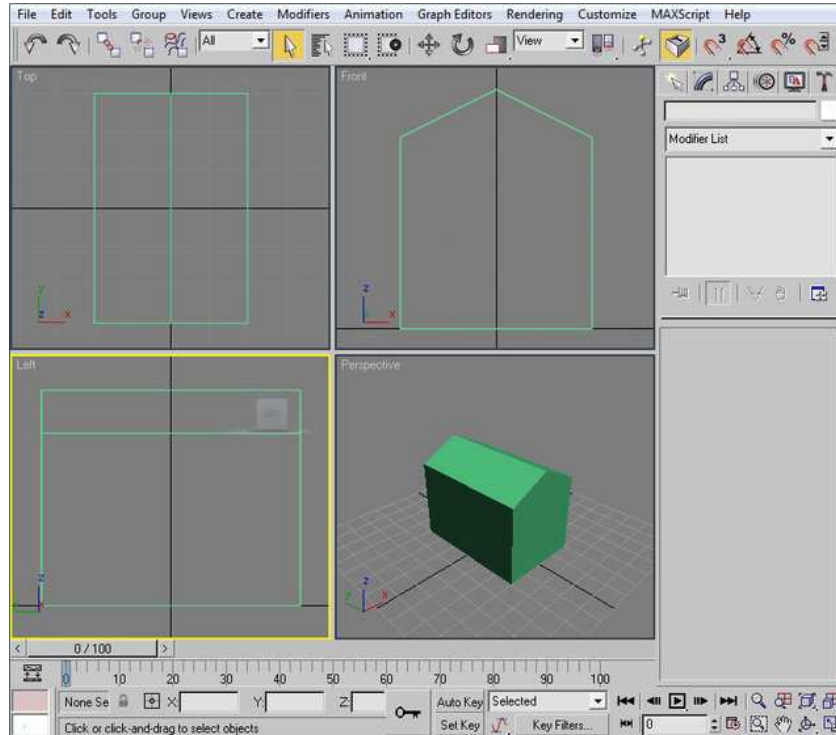 File Edit Tools Group Views Create Modifiers Animation Graph Editors Rendering Customize MAXScript Help
All View 3 %
Top
Front
Modifier List
y
z x
z
x
Left
Perspective
z
z
y x
0 / 100
0 10 20 30 40 50 60 70 80 90 100
None Se X: Y: Z: Auto Key Selected
Click or click-and-drag to select objects Set Key Key Filters... 0